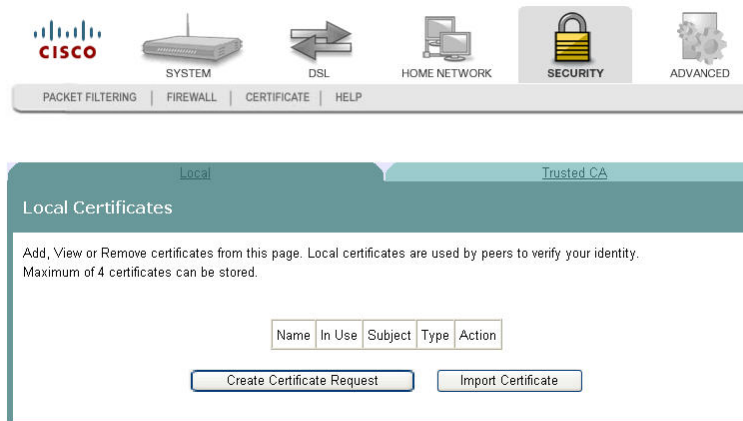 CISCO
SYSTEM
DSL
HOME NETWORK
SECURITY
ADVANCED
PACKET FILTERING | FIREWALL | CERTIFICATE | HELP
Local
Trusted CA
Local Certificates
Add, View or Remove certificates from this page. Local certificates are used by peers to verify your identity.
Maximum of 4 certificates can be stored.
Name In Use Subject Type Action
Create Certificate Request
Import Certificate